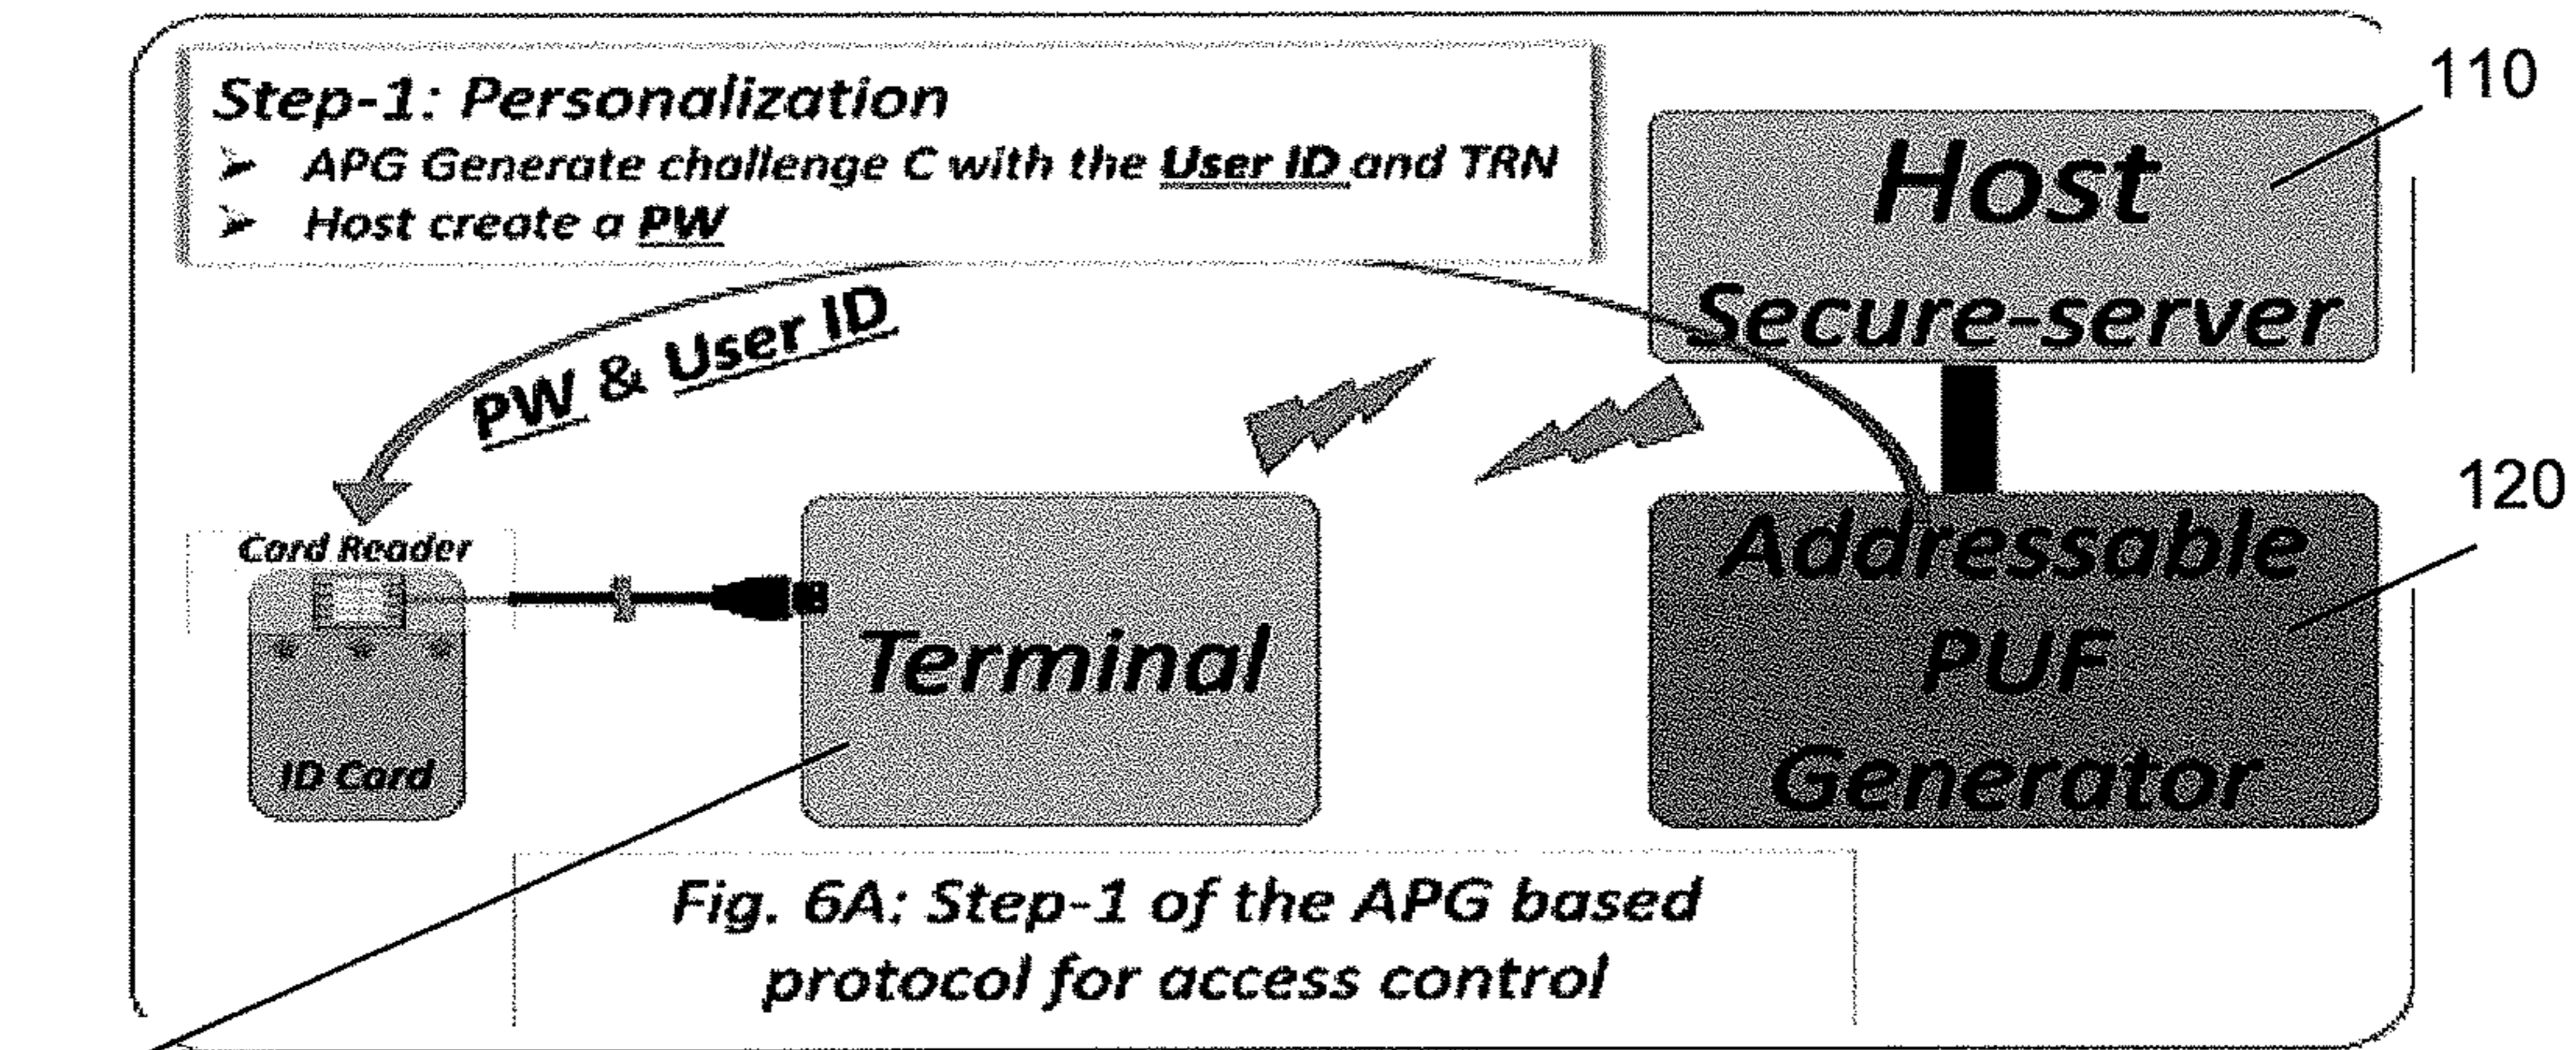 Step-1: Personalization
➢ APG Generate challenge C with the User ID and TRN
➢ Host create a PW
110
Host
Secure-server
PW & User ID
120
Card Reader
ID Card
Terminal
Addressable
PUF
Generator
Fig. 6A: Step-1 of the APG based
protocol for access control